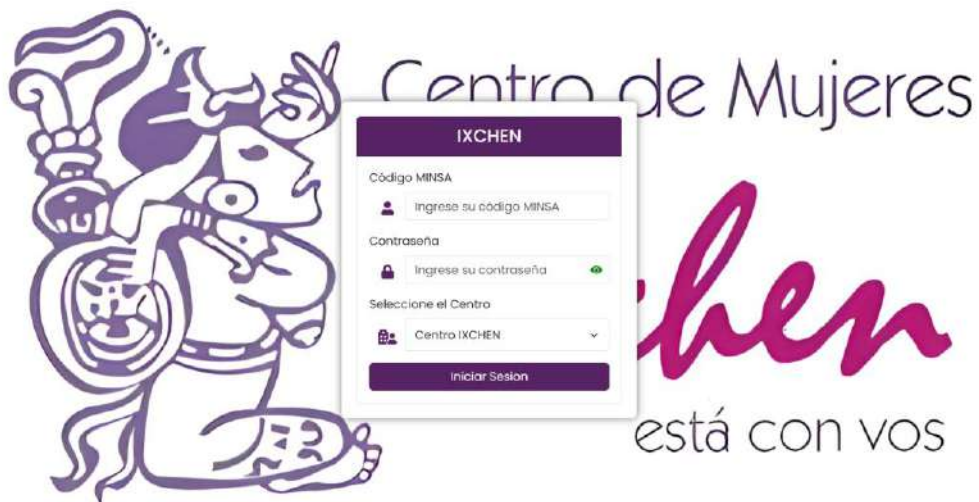 Centro de Mujeres
IXCHEN
Código MINSA
Ingrese su código MINSA
Contraseña
Ingrese su contraseña
Seleccione el Centro
Centro IXCHEN
Iniciar Sesion
está con vos